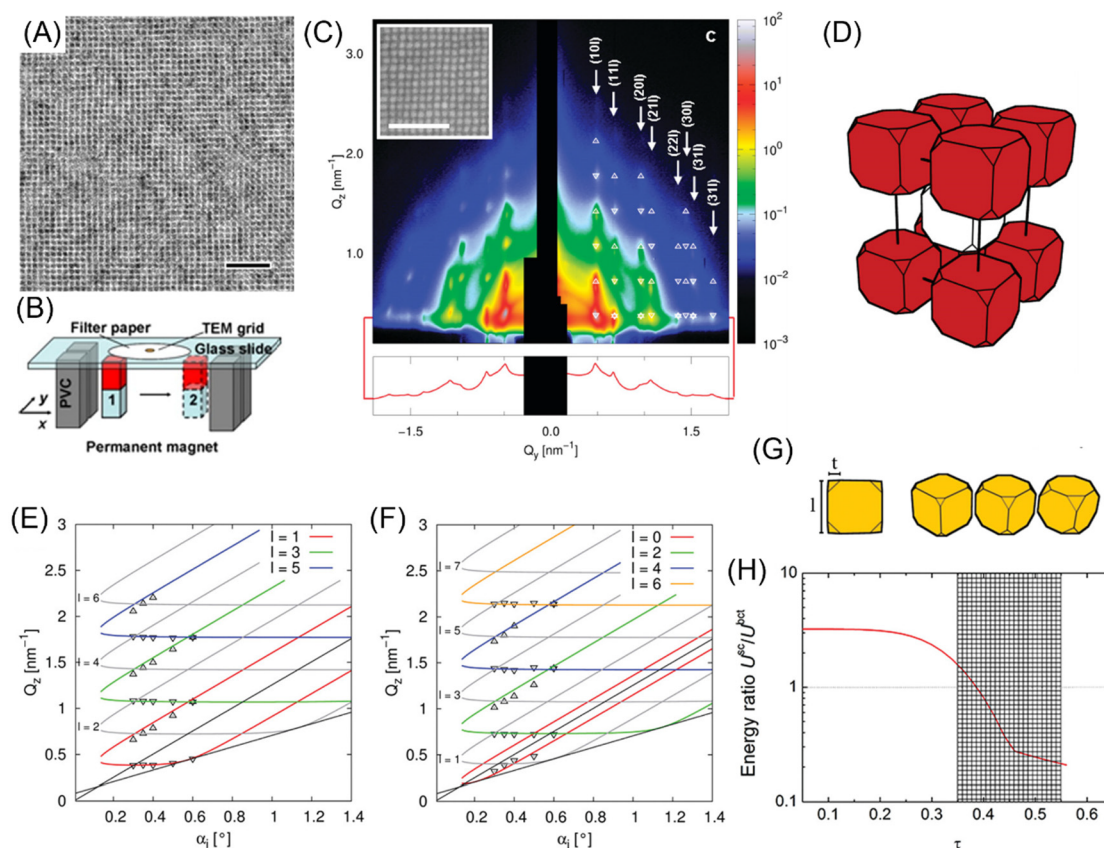 (A)
(B)
Filter paper
TEM grid
Glass slide
PVC
1
2
y
x
Permanent magnet
(C)
c
3.0
2.0
1.0
Q_z [nm⁻¹]
(10l)
(11l)
(20l)
(21l)
(22l)
(30l)
(31l)
(31l)
10²
10¹
10⁰
10⁻¹
10⁻²
10⁻³
−1.5
0.0
1.5
Q_y [nm⁻¹]
(D)
(E)
3
2.5
2
1.5
1
0.5
0
Q_z [nm⁻¹]
l = 1
l = 3
l = 5
l = 6
l = 4
l = 2
0.2 0.4 0.6 0.8 1 1.2 1.4
α_i [°]
(F)
3
2.5
2
1.5
1
0.5
0
Q_z [nm⁻¹]
l = 0
l = 2
l = 4
l = 6
l = 7
l = 5
l = 3
l = 1
0.2 0.4 0.6 0.8 1 1.2 1.4
α_i [°]
(G)
t
l
(H)
10
1
0.1
Energy ratio U^sc/U^bct
0.1 0.2 0.3 0.4 0.5 0.6
τ